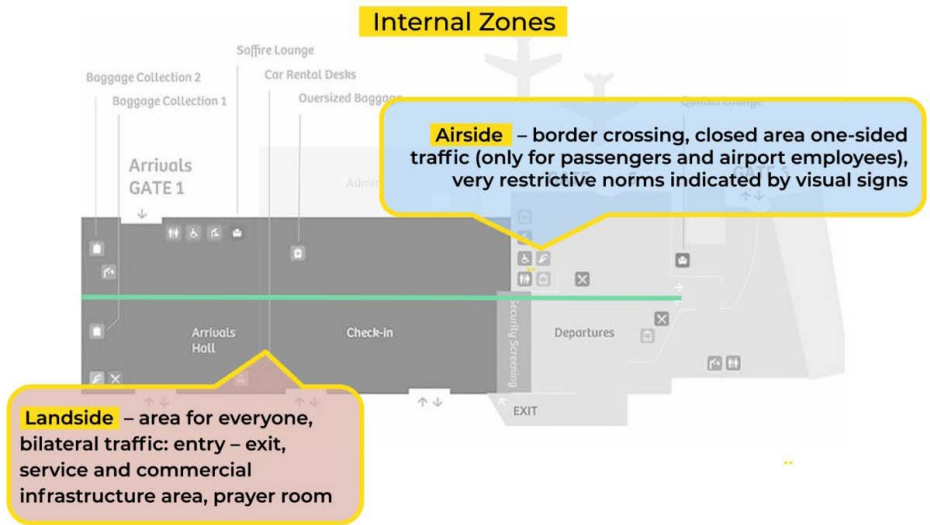 Internal Zones
Saffire Lounge
Baggage Collection 2
Car Rental Desks
Baggage Collection 1
Oversized Baggage
Qantas Lounge
Airside – border crossing, closed area one-sided
traffic (only for passengers and airport employees),
very restrictive norms indicated by visual signs
Arrivals
GATE 1
Arrivals
Hall
Check-in
Security Screening
Departures
EXIT
Landside – area for everyone,
bilateral traffic: entry – exit,
service and commercial
infrastructure area, prayer room